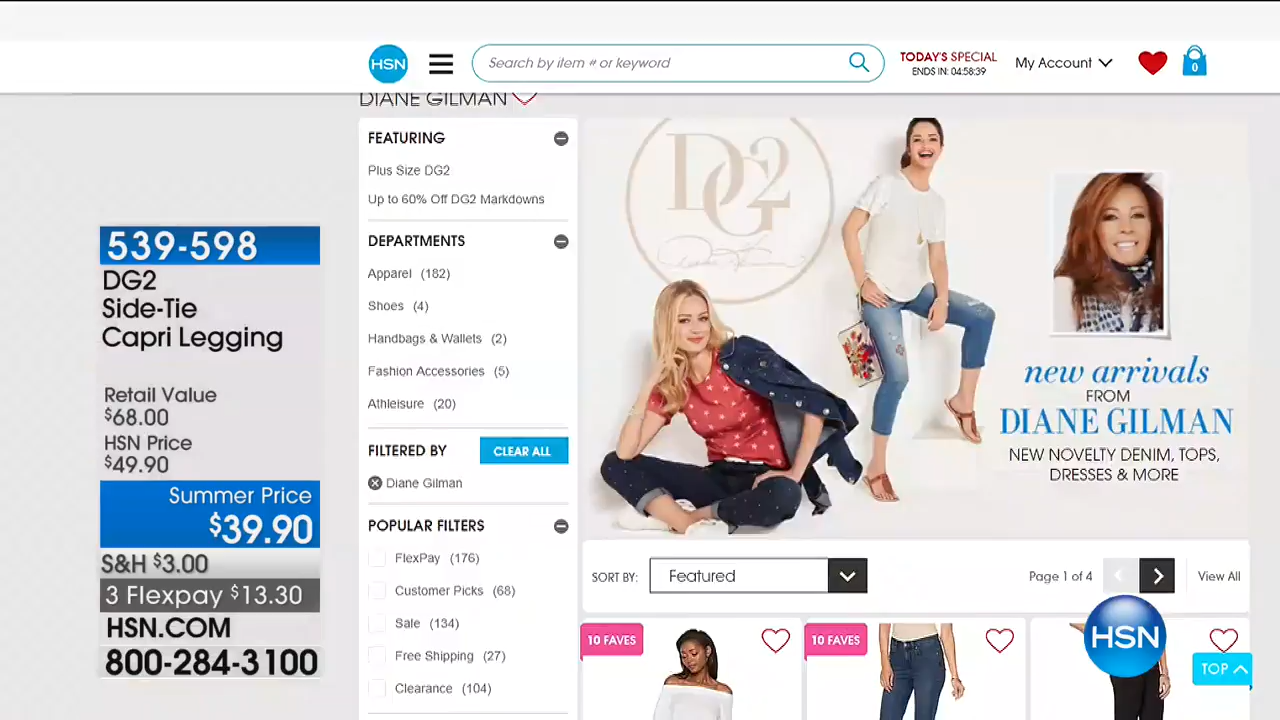 HSN
Search by item # or keyword
TODAY'S SPECIAL
ENDS IN: 04:58:39
My Account
0
DIANE GILMAN
FEATURING
Plus Size DG2
Up to 60% Off DG2 Markdowns
DEPARTMENTS
Apparel (182)
Shoes (4)
Handbags & Wallets (2)
Fashion Accessories (5)
Athleisure (20)
FILTERED BY
CLEAR ALL
Diane Gilman
POPULAR FILTERS
FlexPay (176)
Customer Picks (68)
Sale (134)
Free Shipping (27)
Clearance (104)
539-598
DG2
Side-Tie
Capri Legging
Retail Value
$68.00
HSN Price
$49.90
Summer Price
$39.90
S&H $3.00
3 Flexpay $13.30
HSN.COM
800-284-3100
DG2
new arrivals
FROM
DIANE GILMAN
NEW NOVELTY DENIM, TOPS,
DRESSES & MORE
SORT BY:
Featured
Page 1 of 4
View All
10 FAVES
10 FAVES
HSN
TOP